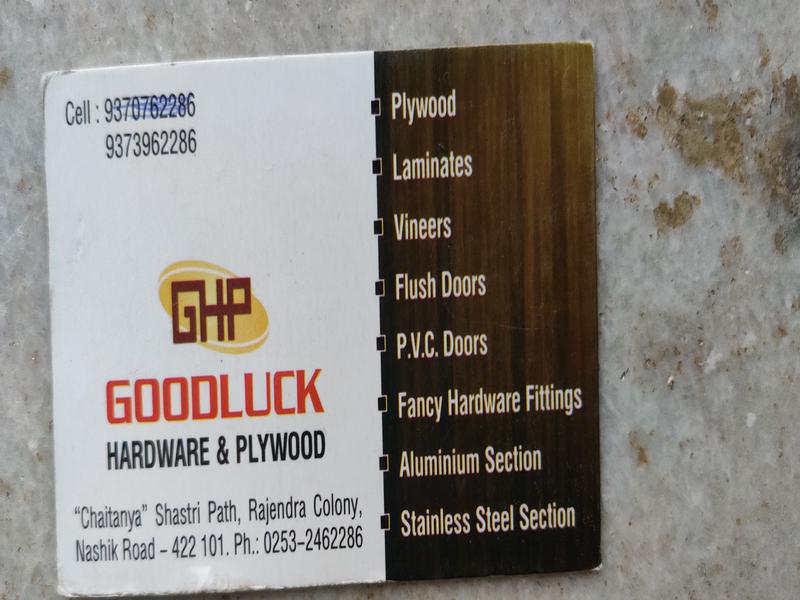 Cell : 9370762286
9373962286
GHP
GOODLUCK
HARDWARE & PLYWOOD
"Chaitanya" Shastri Path, Rajendra Colony,
Nashik Road – 422 101. Ph.: 0253–2462286
Plywood
Laminates
Vineers
Flush Doors
P.V.C. Doors
Fancy Hardware Fittings
Aluminium Section
Stainless Steel Section